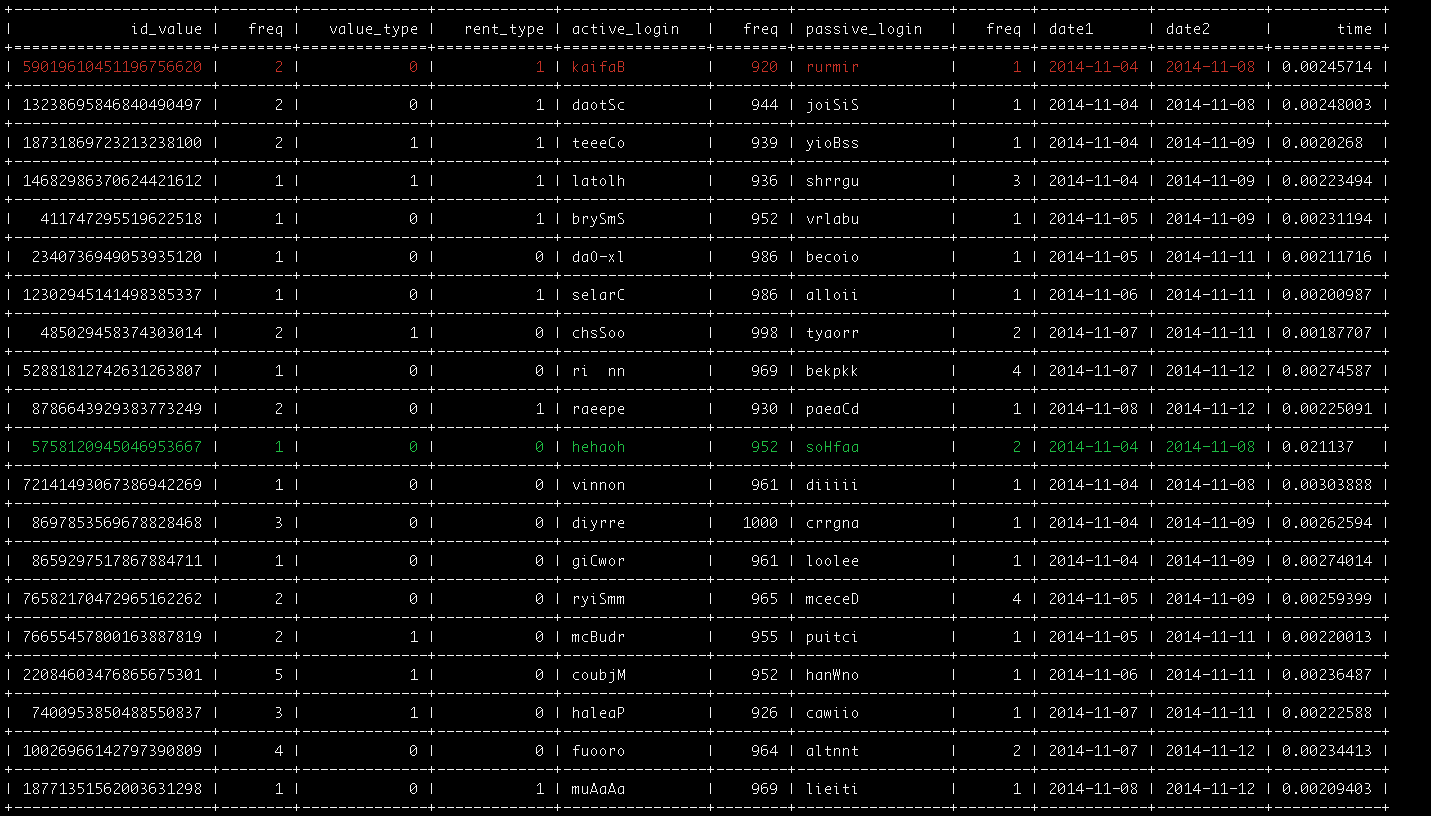 | id_value | freq | value_type | rent_type | active_login | freq | passive_login | freq | date1 | date2 | time |
| 59019610451196756620 | 2 | 0 | 1 | kaifaB | 920 | rurmir | 1 | 2014-11-04 | 2014-11-08 | 0.00245714 |
| 13238695846840490497 | 2 | 0 | 1 | daotSc | 944 | joiSiS | 1 | 2014-11-04 | 2014-11-08 | 0.00248003 |
| 18731869723213238100 | 2 | 1 | 1 | teeeCo | 939 | yioBss | 1 | 2014-11-04 | 2014-11-09 | 0.0020268 |
| 14682986370624421612 | 1 | 1 | 1 | latolh | 936 | shrrgu | 3 | 2014-11-04 | 2014-11-09 | 0.00223494 |
| 411747295519622518 | 1 | 0 | 1 | brySmS | 952 | vrlabu | 1 | 2014-11-05 | 2014-11-09 | 0.00231194 |
| 2340736949053935120 | 1 | 0 | 0 | daO-xl | 986 | becoio | 1 | 2014-11-05 | 2014-11-11 | 0.00211716 |
| 12302945141498385337 | 1 | 0 | 1 | selarC | 986 | alloii | 1 | 2014-11-06 | 2014-11-11 | 0.00200987 |
| 485029458374303014 | 2 | 1 | 0 | chsSoo | 998 | tyaorr | 2 | 2014-11-07 | 2014-11-11 | 0.00187707 |
| 52881812742631263807 | 1 | 0 | 0 | ri  nn | 969 | bekpkk | 4 | 2014-11-07 | 2014-11-12 | 0.00274587 |
| 8786643929383773249 | 2 | 0 | 1 | raeepe | 930 | paeaCd | 1 | 2014-11-08 | 2014-11-12 | 0.00225091 |
| 5758120945046953667 | 1 | 0 | 0 | hehaoh | 952 | soHfaa | 2 | 2014-11-04 | 2014-11-08 | 0.021137 |
| 72141493067386942269 | 1 | 0 | 0 | vinnon | 961 | diiiii | 1 | 2014-11-04 | 2014-11-08 | 0.00303888 |
| 8697853569678828468 | 3 | 0 | 0 | diyrre | 1000 | crrgna | 1 | 2014-11-04 | 2014-11-09 | 0.00262594 |
| 8659297517867884711 | 1 | 0 | 0 | giCwor | 961 | loolee | 1 | 2014-11-04 | 2014-11-09 | 0.00274014 |
| 76582170472965162262 | 2 | 0 | 0 | ryiSmm | 965 | mceceD | 4 | 2014-11-05 | 2014-11-09 | 0.00259399 |
| 76655457800163887819 | 2 | 1 | 0 | mcBudr | 955 | puitci | 1 | 2014-11-05 | 2014-11-11 | 0.00220013 |
| 22084603476865675301 | 5 | 1 | 0 | coubjM | 952 | hanWno | 1 | 2014-11-06 | 2014-11-11 | 0.00236487 |
| 7400953850488550837 | 3 | 1 | 0 | haleaP | 926 | cawiio | 1 | 2014-11-07 | 2014-11-11 | 0.00222588 |
| 10026966142797390809 | 4 | 0 | 0 | fuooro | 964 | altnnt | 2 | 2014-11-07 | 2014-11-12 | 0.00234413 |
| 18771351562003631298 | 1 | 0 | 1 | muAaAa | 969 | lieiti | 1 | 2014-11-08 | 2014-11-12 | 0.00209403 |